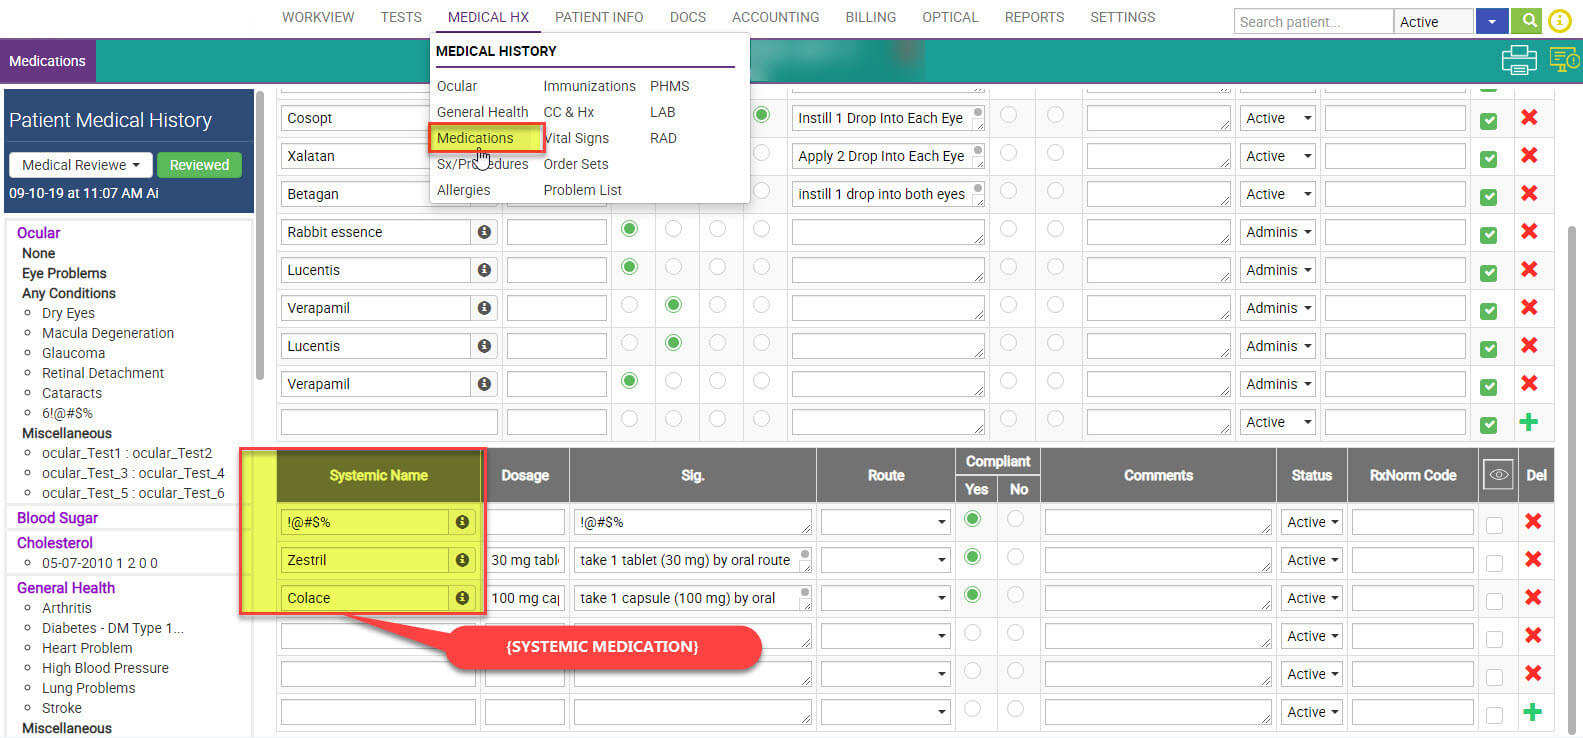 WORKVIEW TESTS MEDICAL HX PATIENT INFO DOCS ACCOUNTING BILLING OPTICAL REPORTS SETTINGS Search patient... Active
Medications
MEDICAL HISTORY
Ocular Immunizations PHMS
General Health CC & Hx LAB
Medications Vital Signs RAD
Sx/Procedures Order Sets
Allergies Problem List
Patient Medical History
Medical Reviewe Reviewed
09-10-19 at 11:07 AM Ai
Ocular
None
Eye Problems
Any Conditions
Dry Eyes
Macula Degeneration
Glaucoma
Retinal Detachment
Cataracts
6!@#$%
Miscellaneous
ocular_Test1 : ocular_Test2
ocular_Test_3 : ocular_Test_4
ocular_Test_5 : ocular_Test_6
Blood Sugar
Cholesterol
05-07-2010 1 2 0 0
General Health
Arthritis
Diabetes - DM Type 1...
Heart Problem
High Blood Pressure
Lung Problems
Stroke
Miscellaneous
Cosopt Instill 1 Drop Into Each Eye Active
Xalatan Apply 2 Drop Into Each Eye Active
Betagan instill 1 drop into both eyes Active
Rabbit essence Adminis
Lucentis Adminis
Verapamil Adminis
Lucentis Adminis
Verapamil Adminis
Active
Systemic Name Dosage Sig. Route Compliant Comments Status RxNorm Code Del
Yes No
!@#$% !@#$% Active
Zestril 30 mg tabl take 1 tablet (30 mg) by oral route Active
Colace 100 mg cap take 1 capsule (100 mg) by oral Active
Active
Active
Active
{SYSTEMIC MEDICATION}